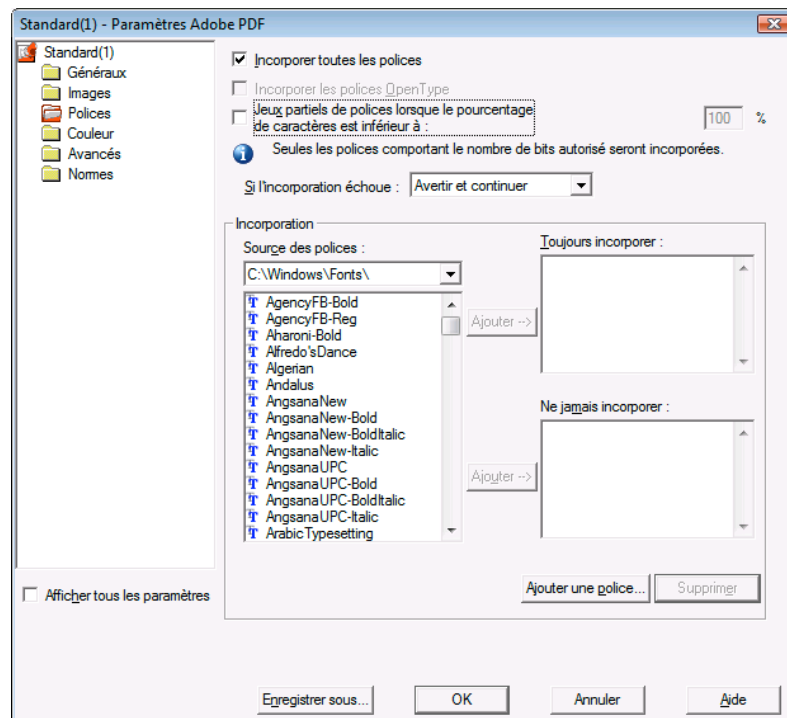 Standard(1) - Paramètres Adobe PDF
Standard(1)
Généraux
Images
Polices
Couleur
Avancés
Normes
Afficher tous les paramètres
Incorporer toutes les polices
Incorporer les polices OpenType
Jeux partiels de polices lorsque le pourcentage
de caractères est inférieur à :
100 %
Seules les polices comportant le nombre de bits autorisé seront incorporées.
Si l'incorporation échoue : Avertir et continuer
Incorporation
Source des polices :
C:\Windows\Fonts\
AgencyFB-Bold
AgencyFB-Reg
Aharoni-Bold
Alfredo'sDance
Algerian
Andalus
AngsanaNew
AngsanaNew-Bold
AngsanaNew-BoldItalic
AngsanaNew-Italic
AngsanaUPC
AngsanaUPC-Bold
AngsanaUPC-BoldItalic
AngsanaUPC-Italic
ArabicTypesetting
Ajouter -->
Toujours incorporer :
Ajouter -->
Ne jamais incorporer :
Ajouter une police... Supprimer
Enregistrer sous... OK Annuler Aide